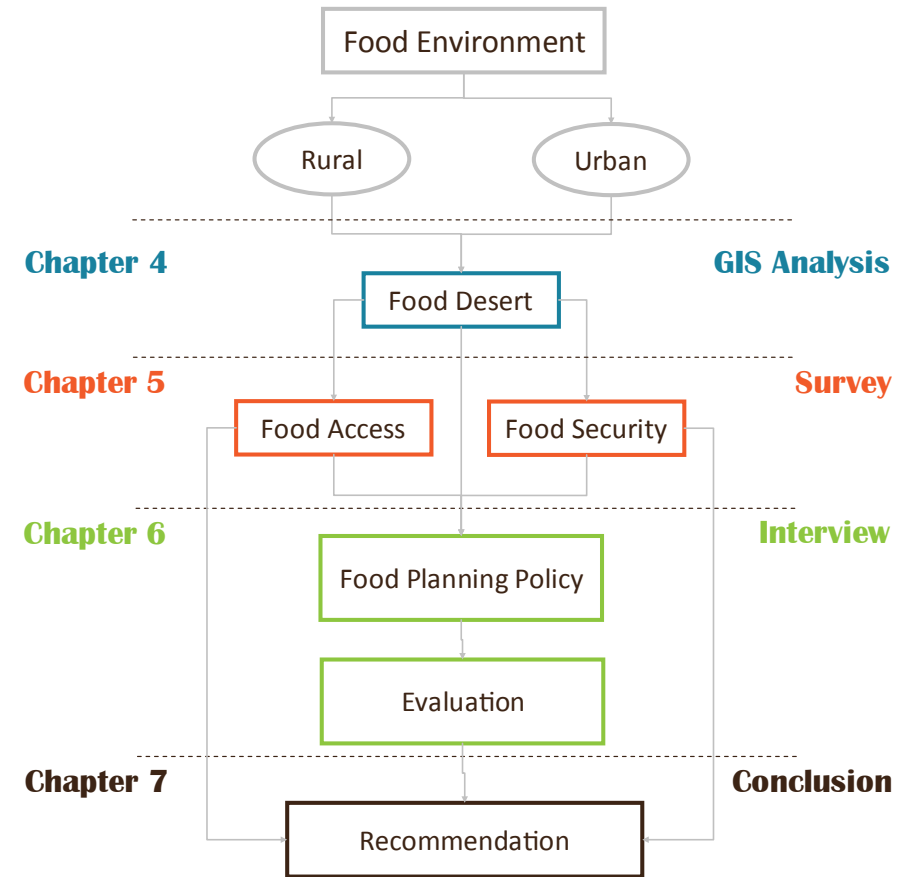 Food Environment
Rural
Urban
Chapter 4
GIS Analysis
Food Desert
Chapter 5
Survey
Food Access
Food Security
Chapter 6
Interview
Food Planning Policy
Evaluation
Chapter 7
Conclusion
Recommendation